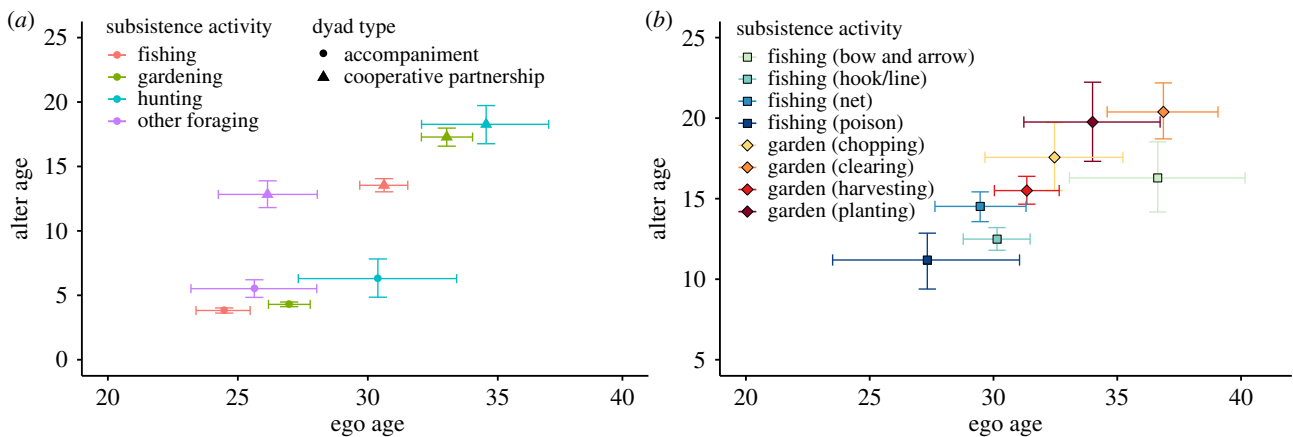 (a)
subsistence activity
fishing
gardening
hunting
other foraging
dyad type
accompaniment
cooperative partnership
alter age
25
20
15
10
5
0
20
25
30
35
40
ego age
(b)
subsistence activity
fishing (bow and arrow)
fishing (hook/line)
fishing (net)
fishing (poison)
garden (chopping)
garden (clearing)
garden (harvesting)
garden (planting)
alter age
25
20
15
10
5
20
25
30
35
40
ego age